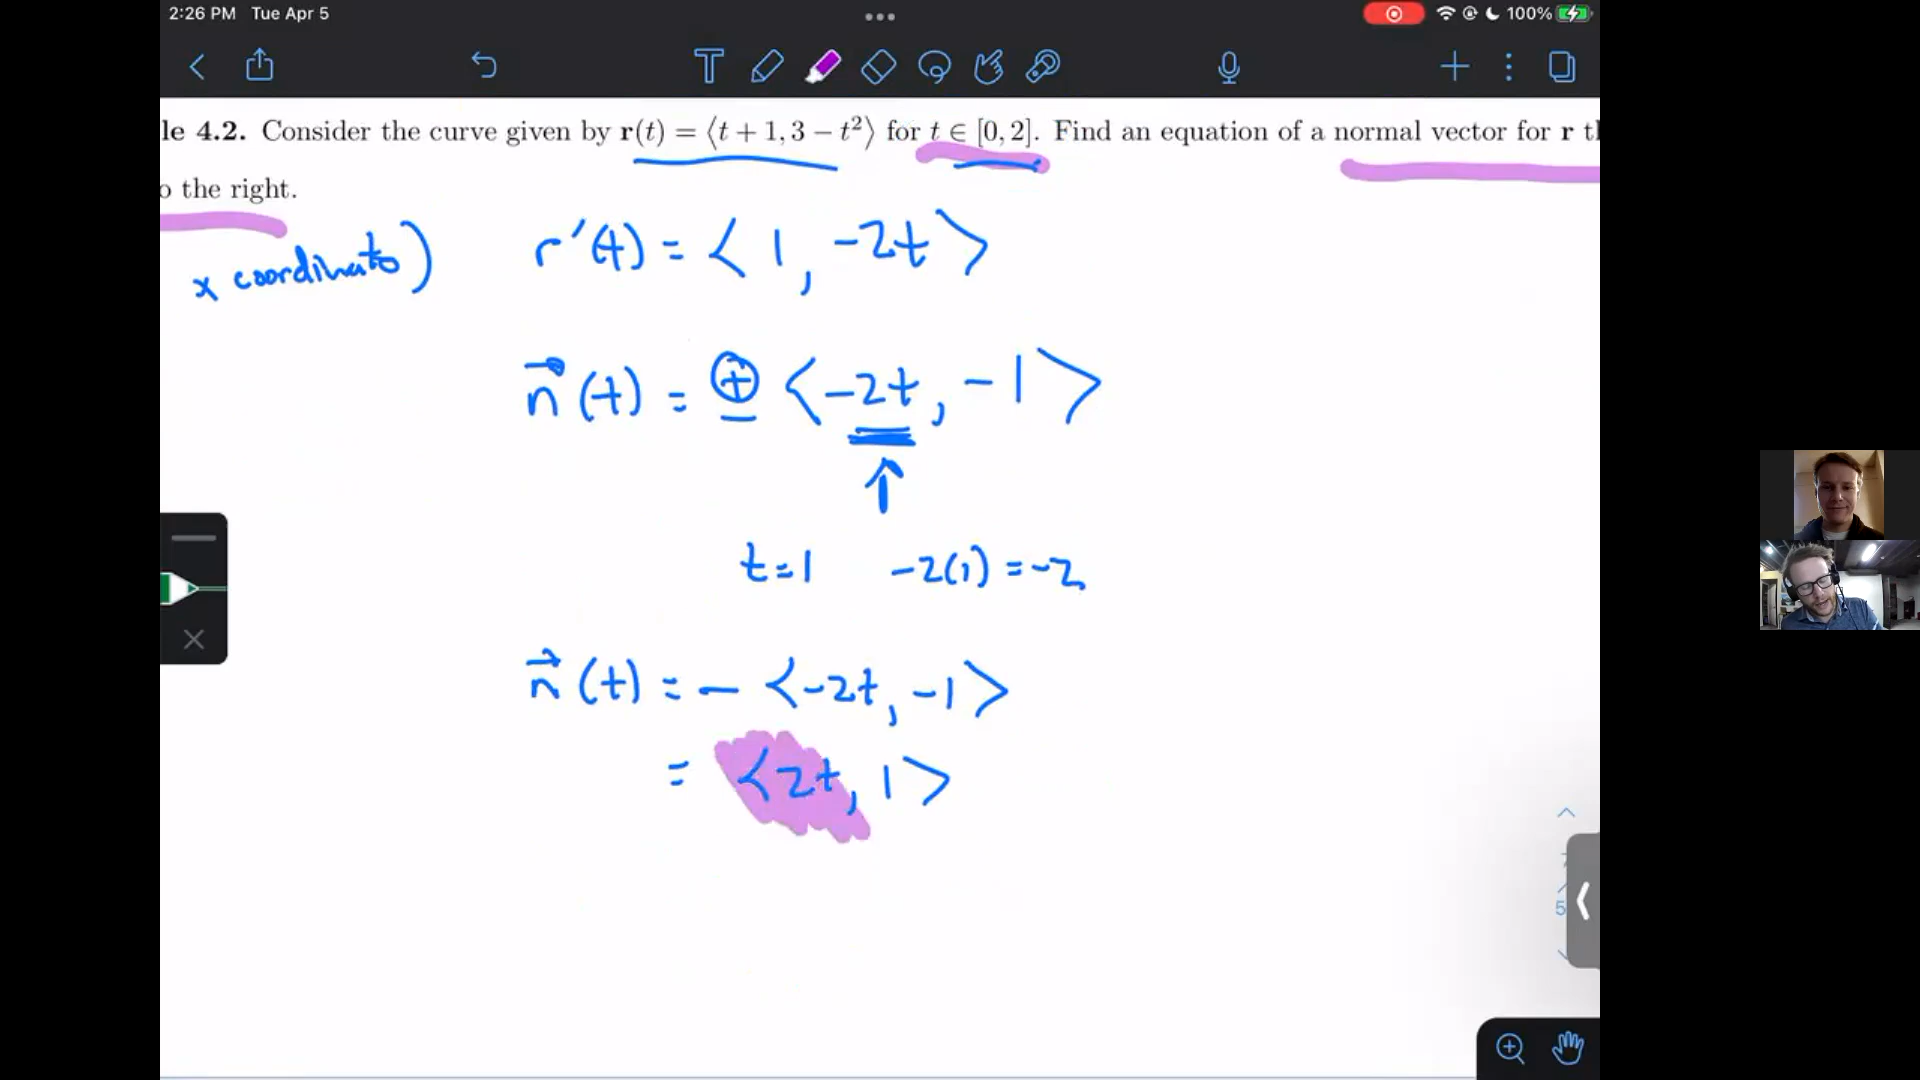 2:26 PM Tue Apr 5
100%
le 4.2. Consider the curve given by r(t) = ⟨t + 1, 3 − t²⟩ for t ∈ [0, 2]. Find an equation of a normal vector for r t
o the right.
x coordinate)
r'(t) = < 1, -2t >
n⃗(t) = ± < -2t, -1 >
↑
t=1 -2(1) = -2
n⃗(t) = - < -2t, -1 >
= < 2t, 1 >
5